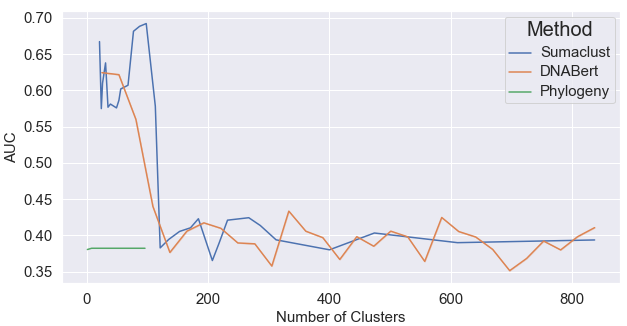 Method
Sumaclust
DNABert
Phylogeny
AUC
0.70
0.65
0.60
0.55
0.50
0.45
0.40
0.35
0 200 400 600 800
Number of Clusters